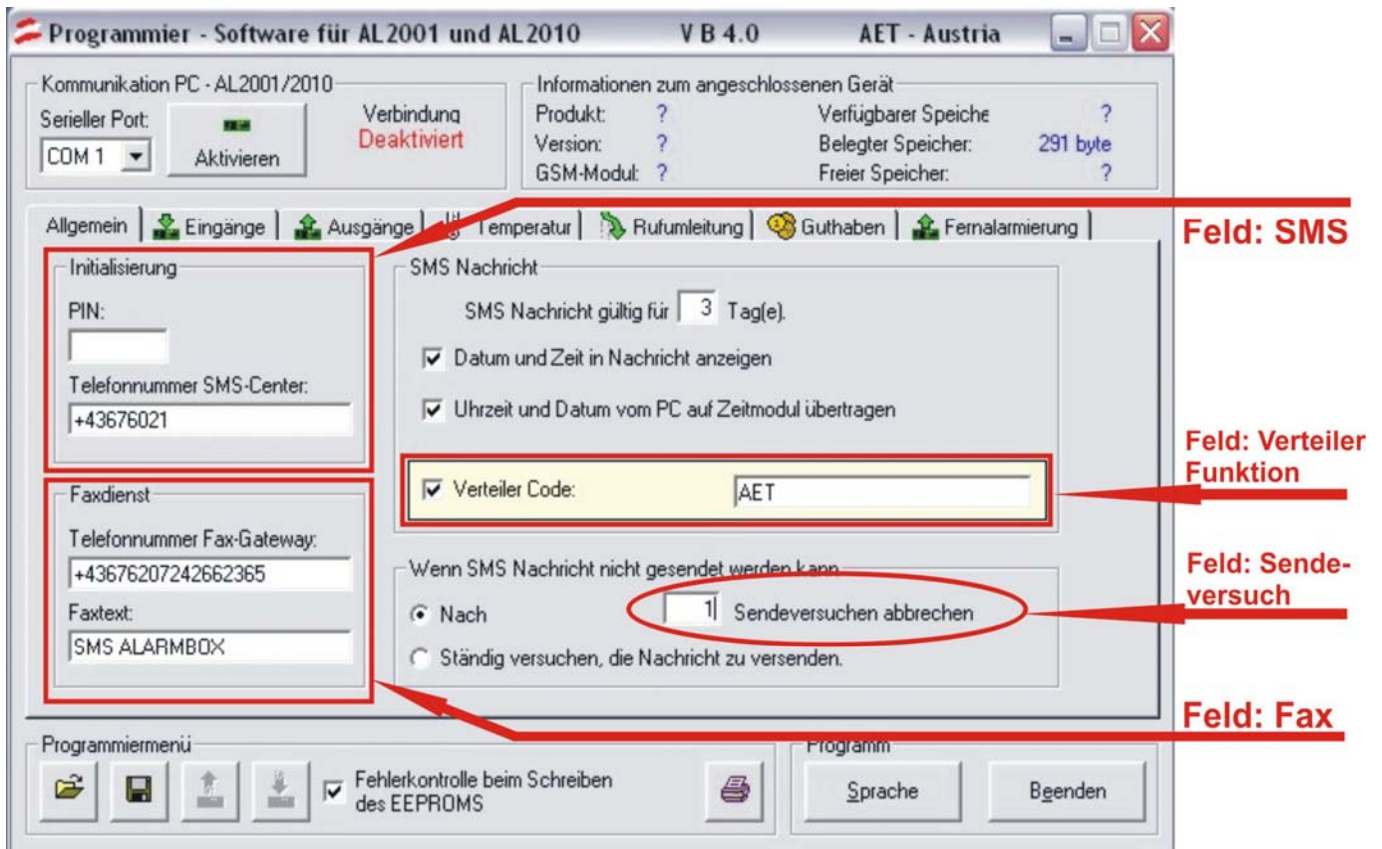 Programmier - Software für AL2001 und AL2010 V B 4.0 AET - Austria
Kommunikation PC - AL2001/2010
Serieller Port:
COM 1
Aktivieren
Verbindung
Deaktiviert
Informationen zum angeschlossenen Gerät
Produkt: ? Verfügbarer Speiche ?
Version: ? Belegter Speicher: 291 byte
GSM-Modul: ? Freier Speicher: ?
Allgemein Eingänge Ausgänge Temperatur Rufumleitung Guthaben Fernalarmierung
Feld: SMS
Initialisierung
PIN:
Telefonnummer SMS-Center:
+43676021
SMS Nachricht
SMS Nachricht gültig für 3 Tag(e).
Datum und Zeit in Nachricht anzeigen
Uhrzeit und Datum vom PC auf Zeitmodul übertragen
Verteiler Code: AET
Feld: Verteiler
Funktion
Faxdienst
Telefonnummer Fax-Gateway:
+43676207242662365
Faxtext:
SMS ALARMBOX
Wenn SMS Nachricht nicht gesendet werden kann
Nach 1 Sendeversuchen abbrechen
Ständig versuchen, die Nachricht zu versenden.
Feld: Sende-
versuch
Feld: Fax
Programmiermenü
Fehlerkontrolle beim Schreiben
des EEPROMS
Programm
Sprache
Beenden